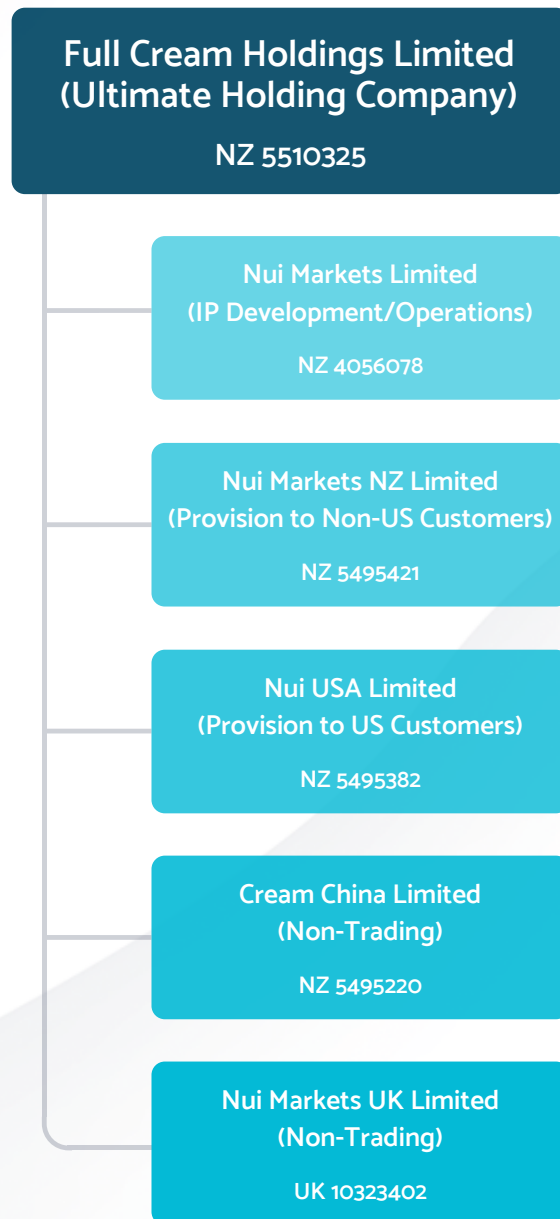 Full Cream Holdings Limited
(Ultimate Holding Company)
NZ 5510325
Nui Markets Limited
(IP Development/Operations)
NZ 4056078
Nui Markets NZ Limited
(Provision to Non-US Customers)
NZ 5495421
Nui USA Limited
(Provision to US Customers)
NZ 5495382
Cream China Limited
(Non-Trading)
NZ 5495220
Nui Markets UK Limited
(Non-Trading)
UK 10323402